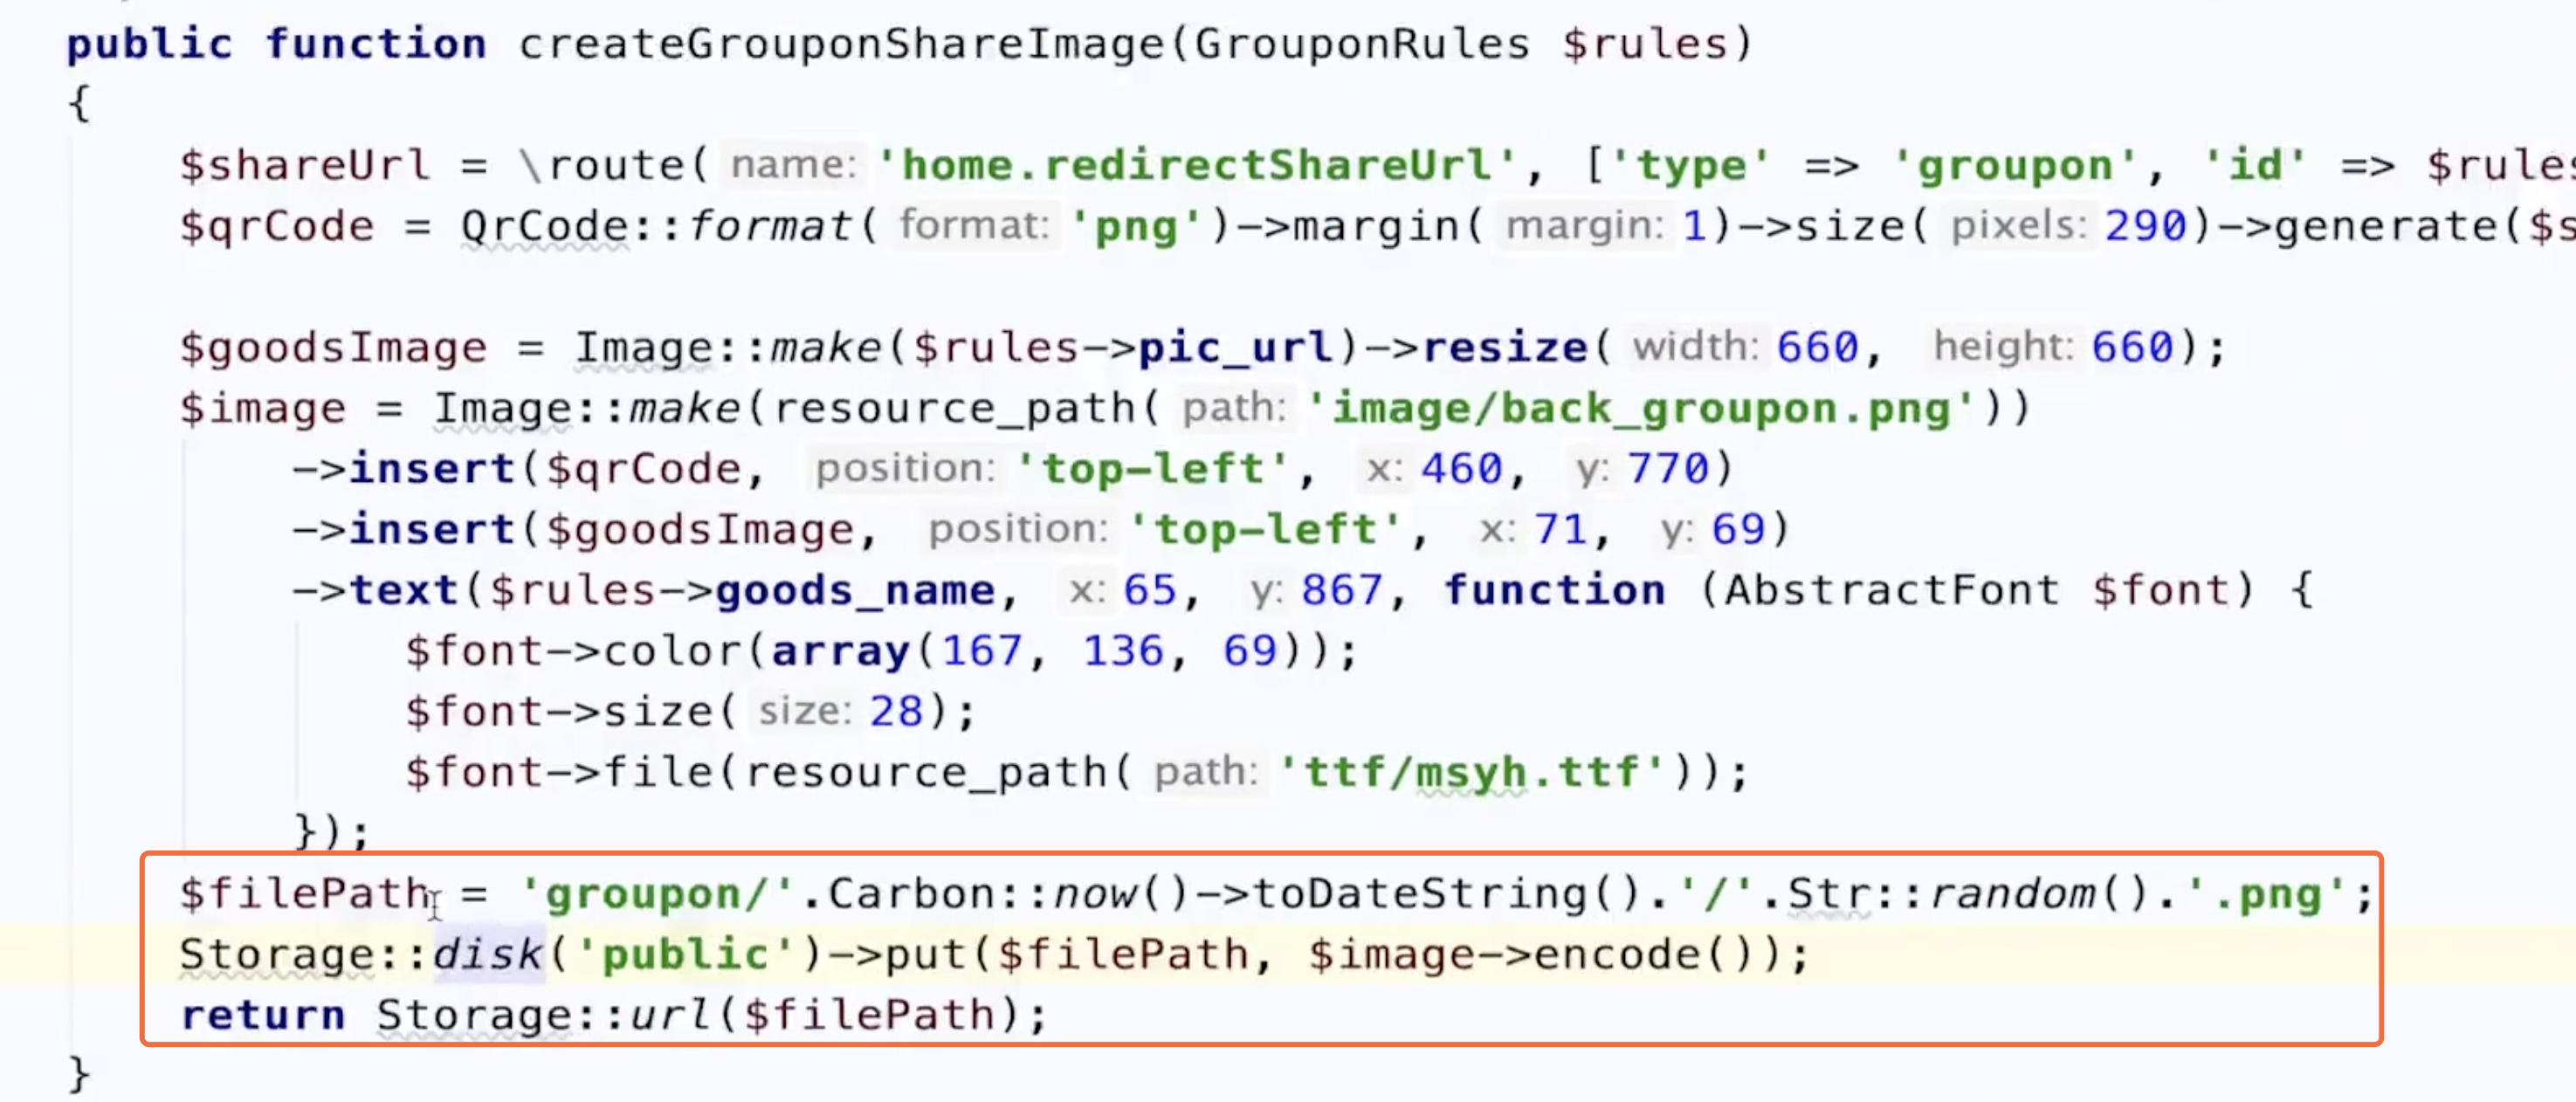 public function createGrouponShareImage(GrouponRules $rules)
{
$shareUrl = \route( name: 'home.redirectShareUrl', ['type' => 'groupon', 'id' => $rules
$qrCode = QrCode::format( format: 'png')->margin( margin: 1)->size( pixels: 290)->generate($s
$goodsImage = Image::make($rules->pic_url)->resize( width: 660, height: 660);
$image = Image::make(resource_path( path: 'image/back_groupon.png'))
->insert($qrCode, position: 'top-left', x: 460, y: 770)
->insert($goodsImage, position: 'top-left', x: 71, y: 69)
->text($rules->goods_name, x: 65, y: 867, function (AbstractFont $font) {
$font->color(array(167, 136, 69));
$font->size( size: 28);
$font->file(resource_path( path: 'ttf/msyh.ttf'));
});
$filePath = 'groupon/'.Carbon::now()->toDateString().'/'.Str::random().'.png';
Storage::disk('public')->put($filePath, $image->encode());
return Storage::url($filePath);
}